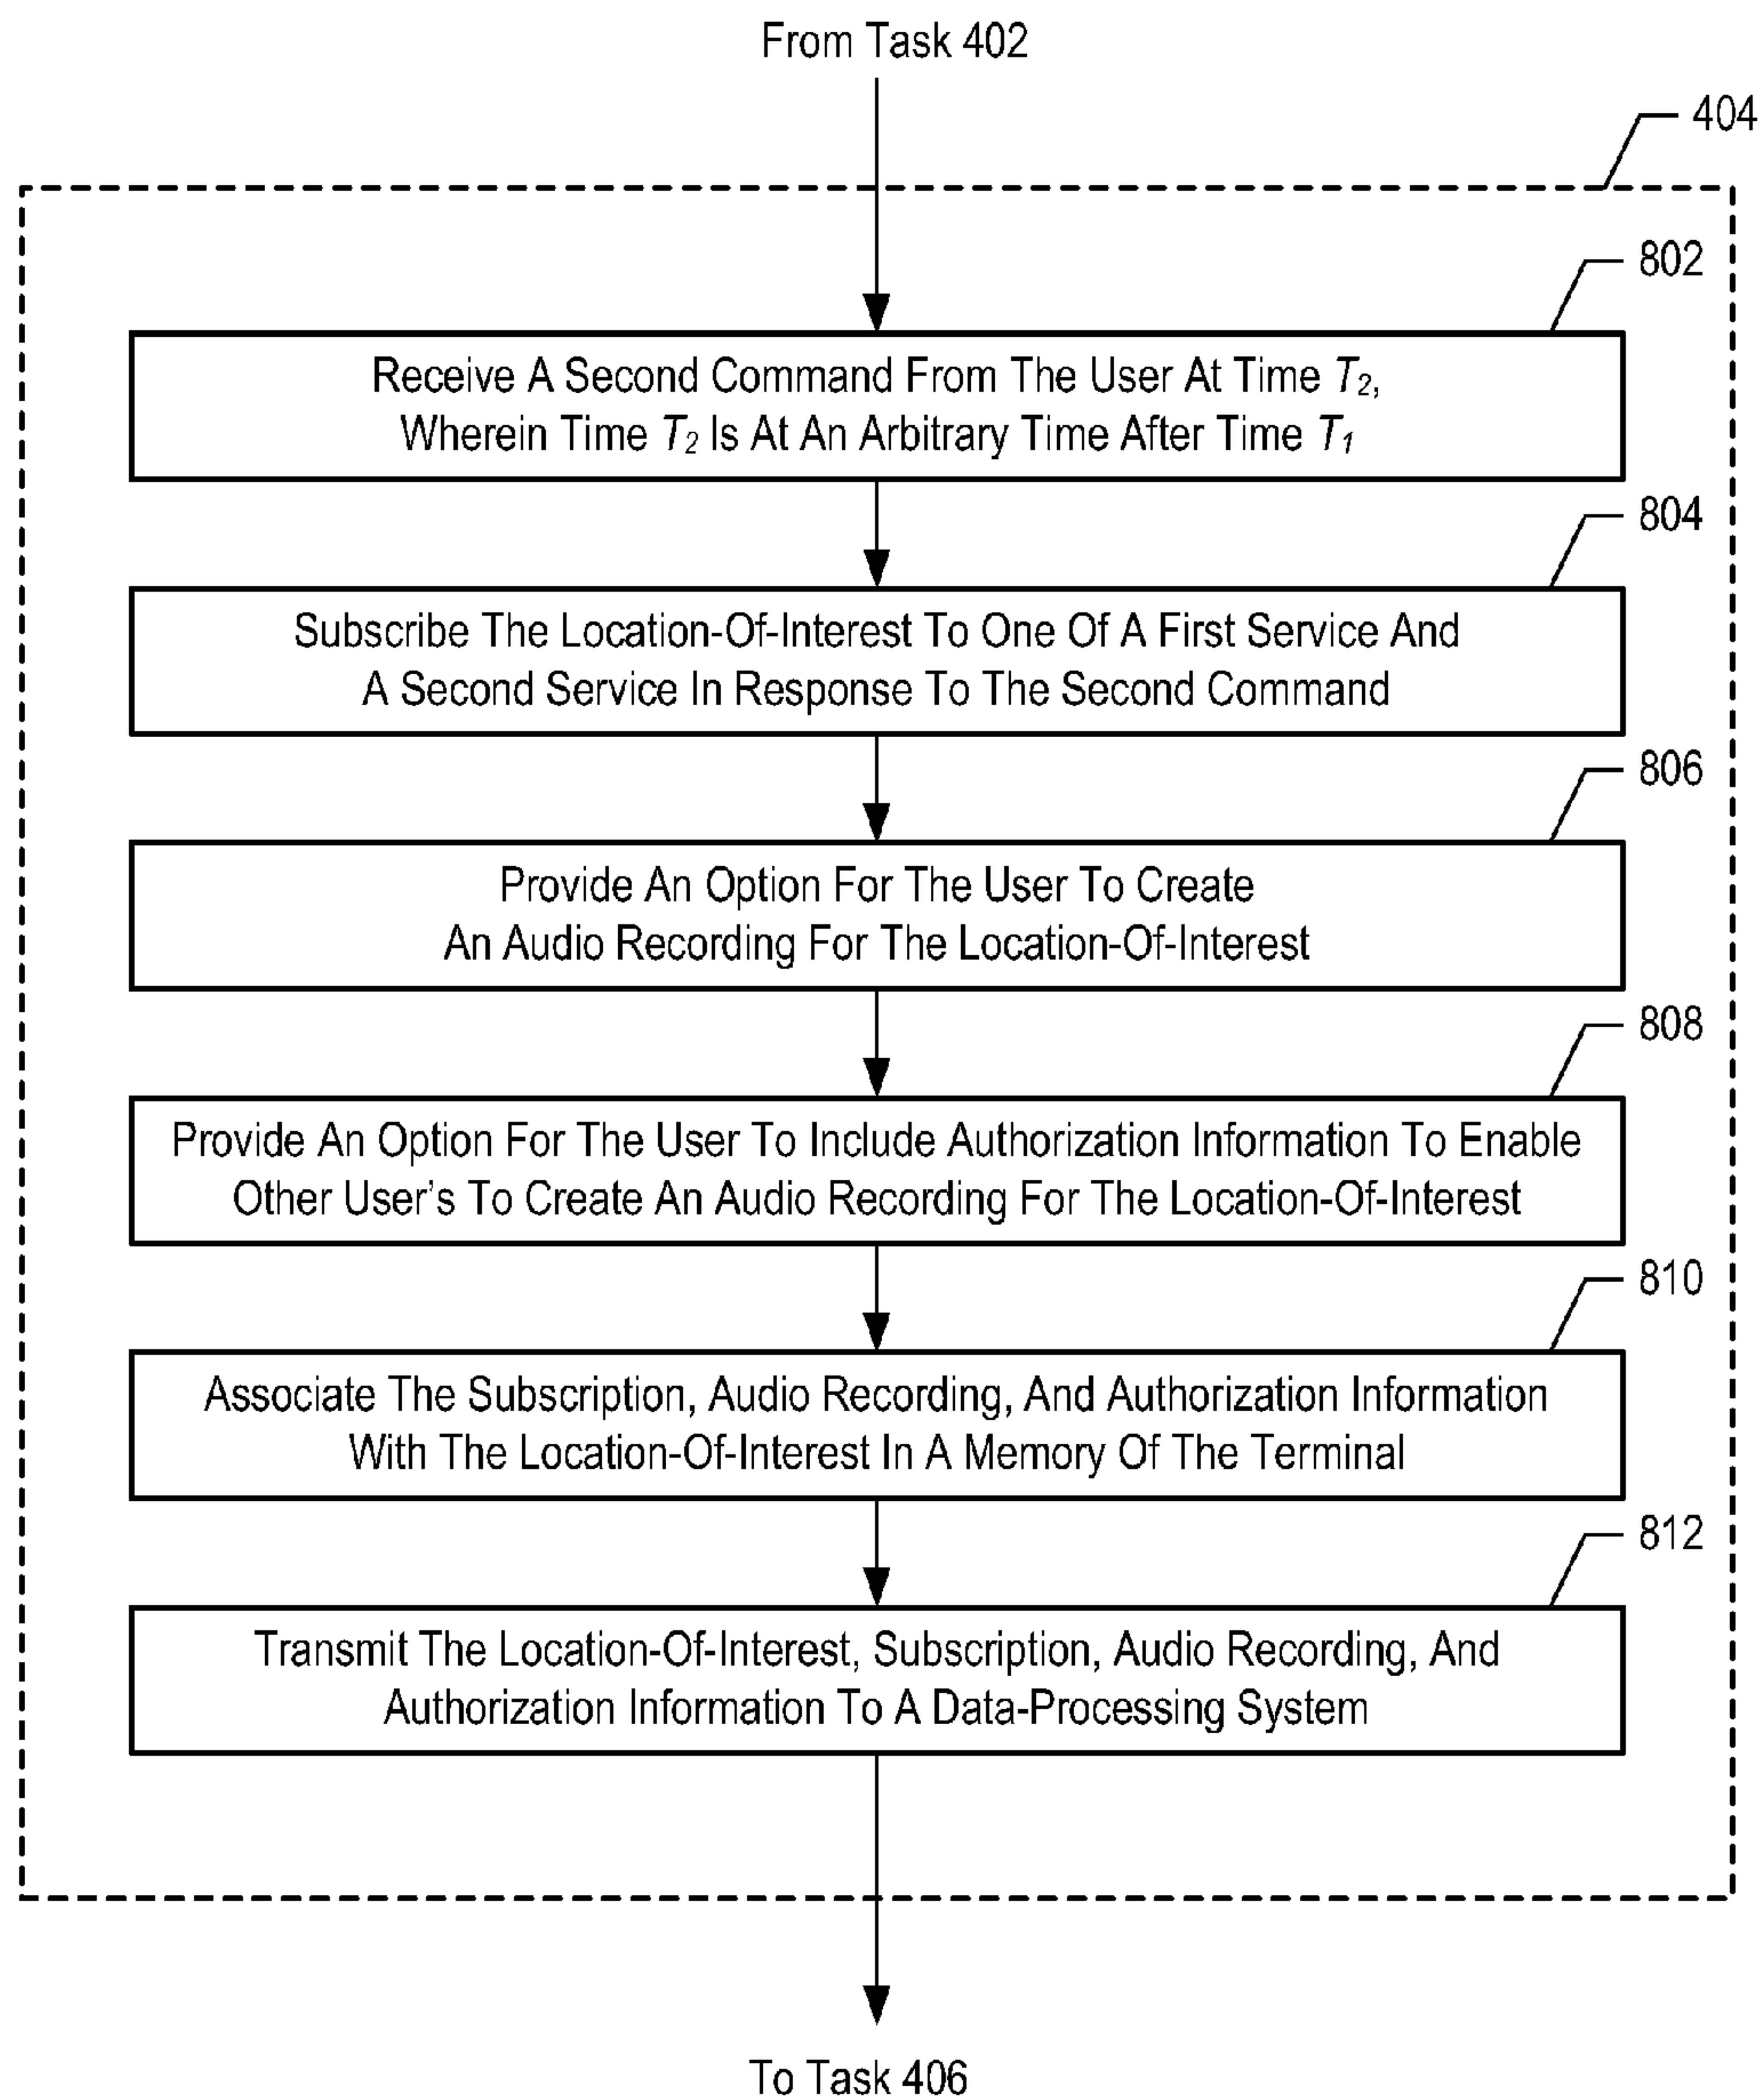 From Task 402
404
802
Receive A Second Command From The User At Time T2,
Wherein Time T2 Is At An Arbitrary Time After Time T1
804
Subscribe The Location-Of-Interest To One Of A First Service And
A Second Service In Response To The Second Command
806
Provide An Option For The User To Create
An Audio Recording For The Location-Of-Interest
808
Provide An Option For The User To Include Authorization Information To Enable
Other User's To Create An Audio Recording For The Location-Of-Interest
810
Associate The Subscription, Audio Recording, And Authorization Information
With The Location-Of-Interest In A Memory Of The Terminal
812
Transmit The Location-Of-Interest, Subscription, Audio Recording, And
Authorization Information To A Data-Processing System
To Task 406